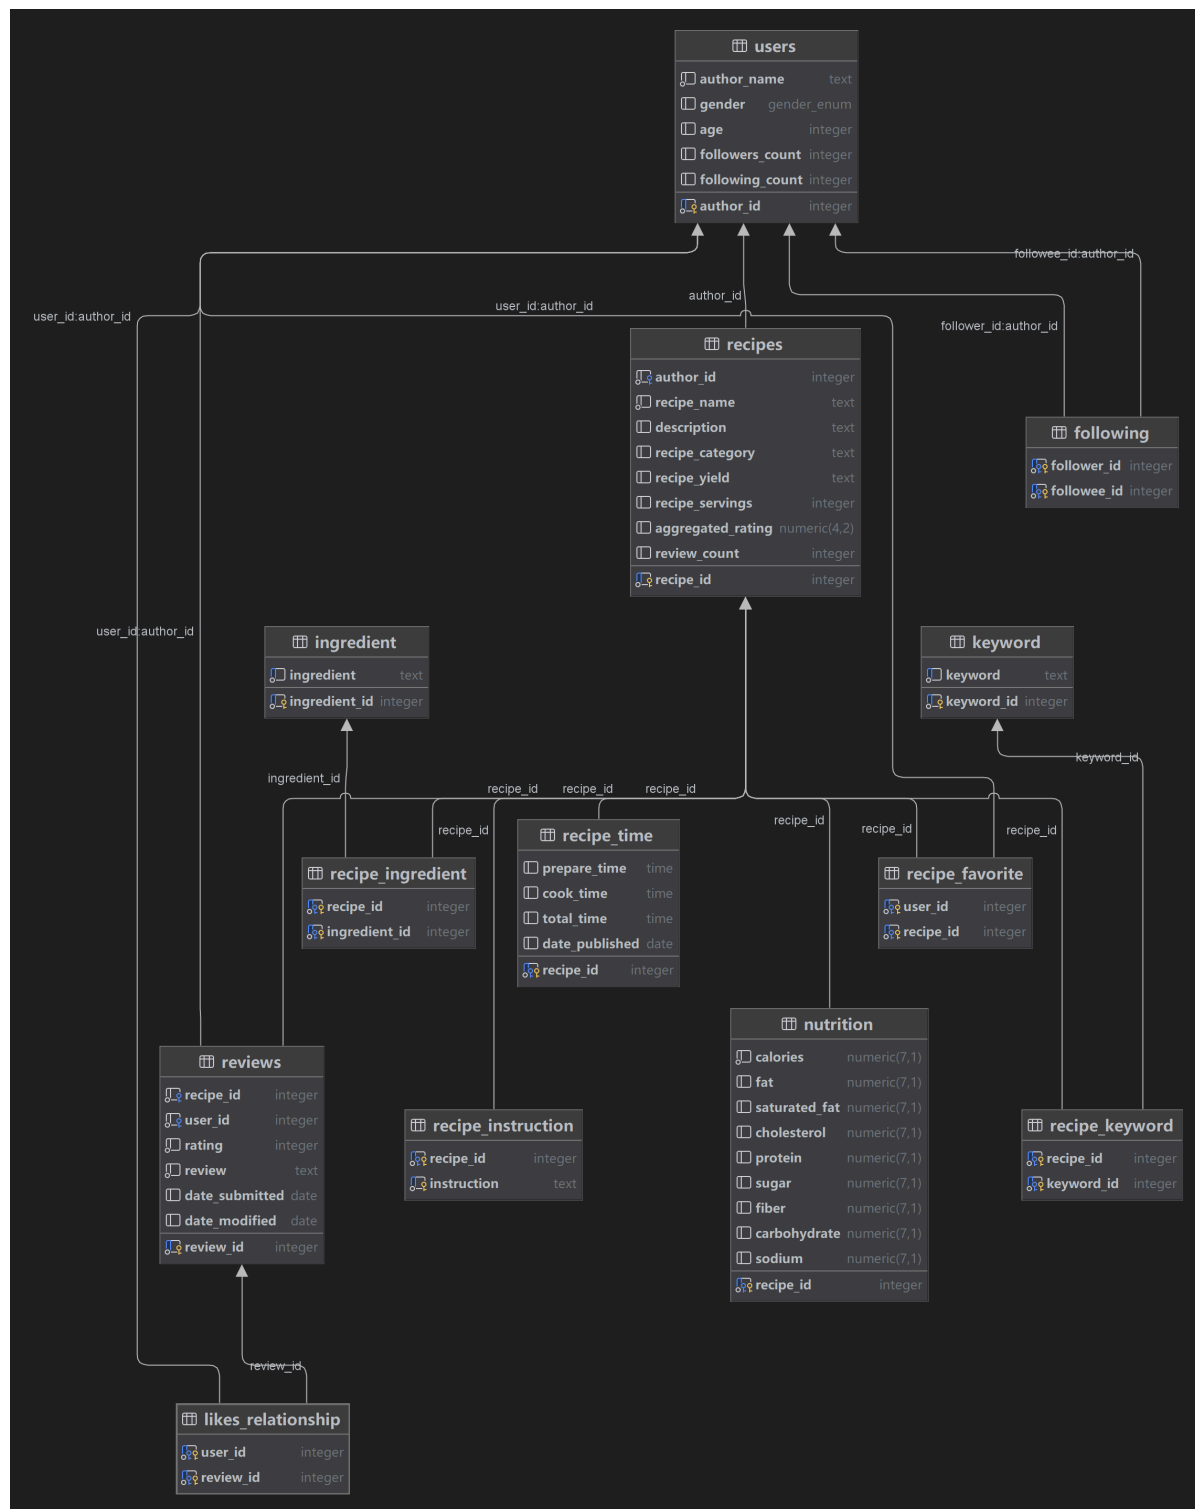 users
author_name text
gender gender_enum
age integer
followers_count integer
following_count integer
author_id integer
followee_id:author_id
author_id
user_id:author_id
user_id:author_id
follower_id:author_id
recipes
author_id integer
recipe_name text
description text
recipe_category text
recipe_yield text
recipe_servings integer
aggregated_rating numeric(4,2)
review_count integer
recipe_id integer
following
follower_id integer
followee_id integer
user_id:author_id
ingredient
ingredient text
ingredient_id integer
keyword
keyword text
keyword_id integer
keyword_id
ingredient_id
recipe_id
recipe_id
recipe_id
recipe_id
recipe_id
recipe_id
recipe_id
recipe_time
prepare_time time
cook_time time
total_time time
date_published date
recipe_id integer
recipe_ingredient
recipe_id integer
ingredient_id integer
recipe_favorite
user_id integer
recipe_id integer
nutrition
calories numeric(7,1)
fat numeric(7,1)
saturated_fat numeric(7,1)
cholesterol numeric(7,1)
protein numeric(7,1)
sugar numeric(7,1)
fiber numeric(7,1)
carbohydrate numeric(7,1)
sodium numeric(7,1)
recipe_id integer
reviews
recipe_id integer
user_id integer
rating integer
review text
date_submitted date
date_modified date
review_id integer
recipe_instruction
recipe_id integer
instruction text
recipe_keyword
recipe_id integer
keyword_id integer
review_id
likes_relationship
user_id integer
review_id integer